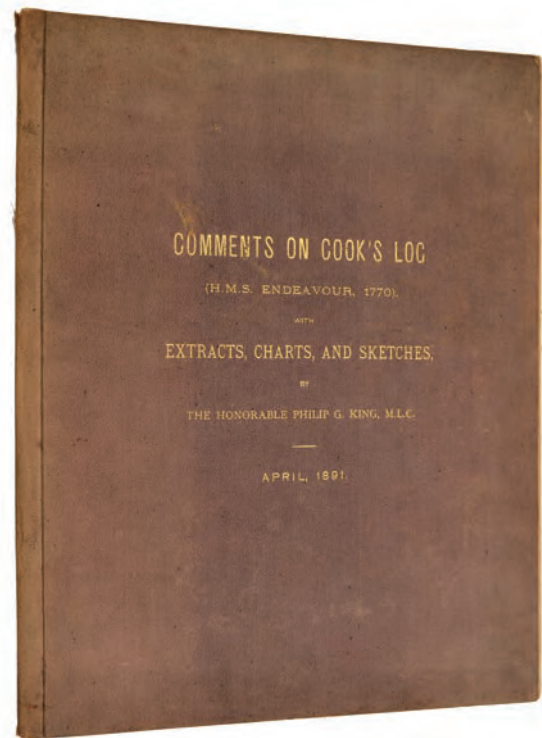 COMMENTS ON COOK'S LOG
(H.M.S. ENDEAVOUR, 1770).
WITH
EXTRACTS, CHARTS, AND SKETCHES.
BY
THE HONORABLE PHILIP G. KING, M.L.C.
APRIL, 1891.